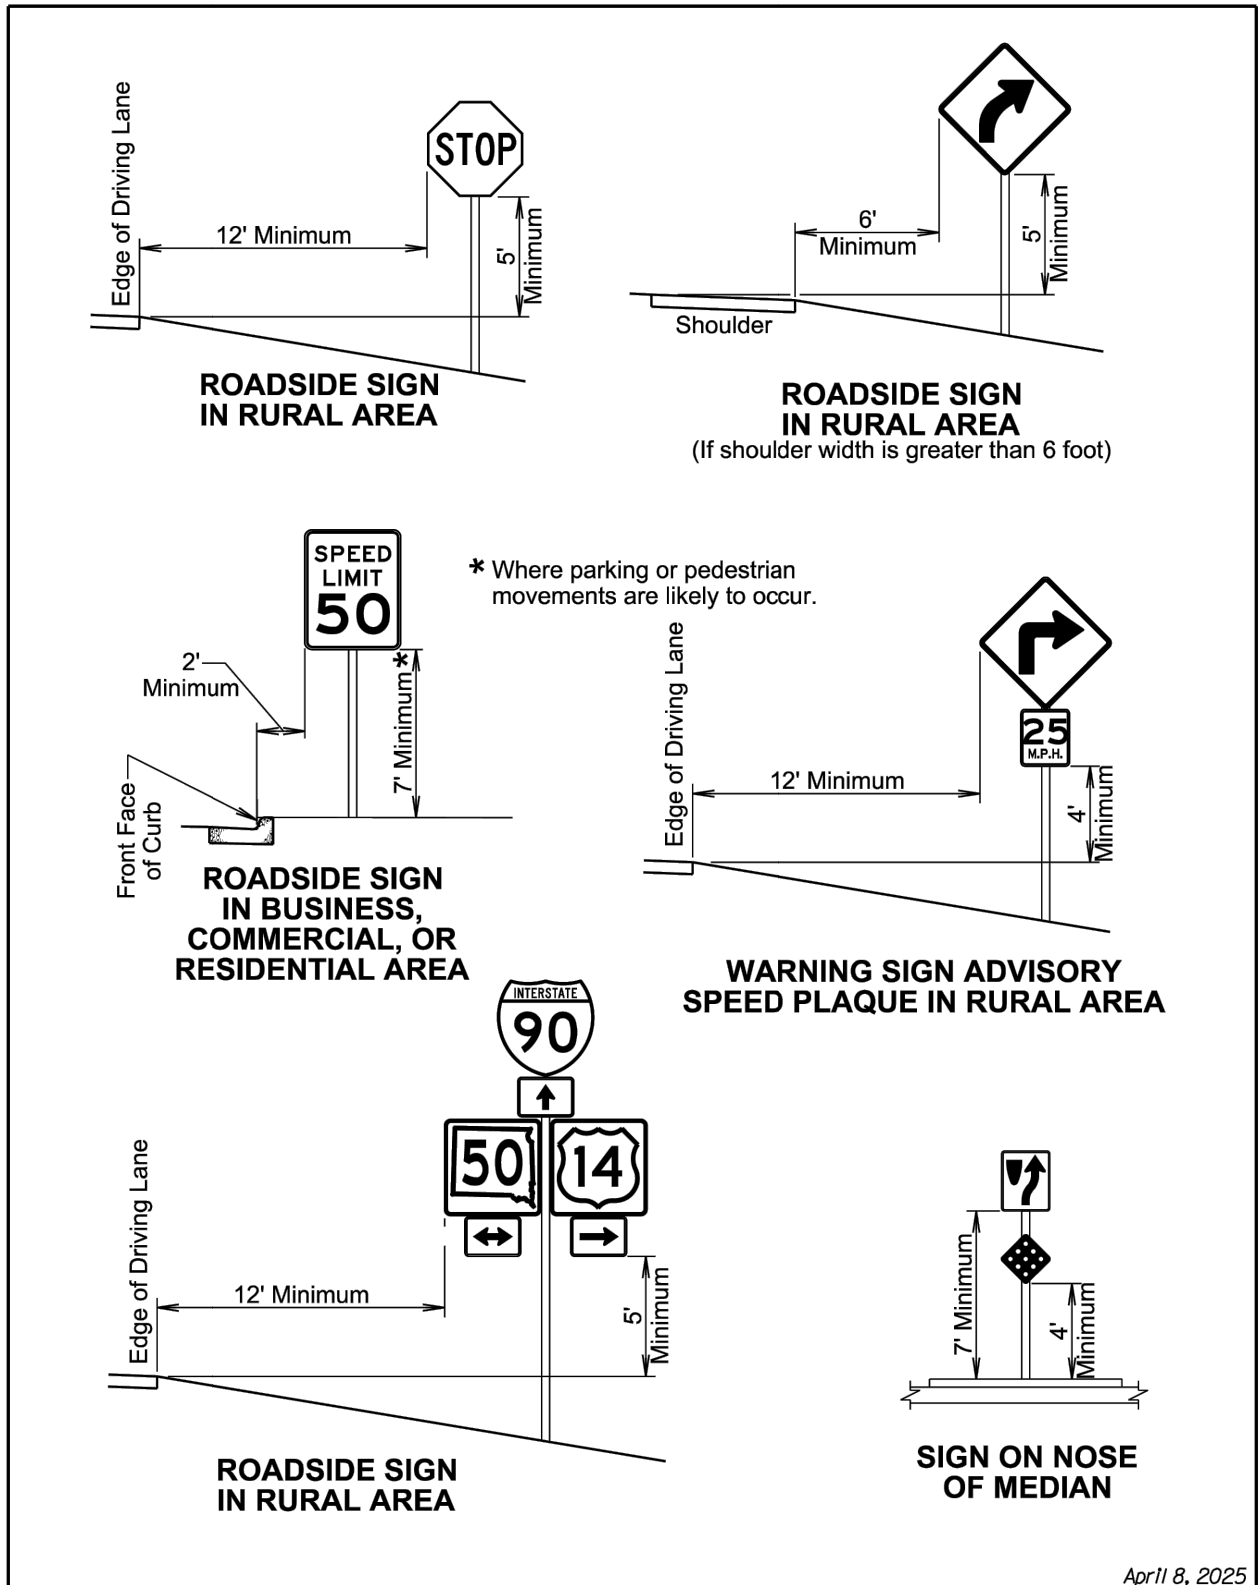 Edge of Driving Lane
STOP
12' Minimum
5'
Minimum
ROADSIDE SIGN
IN RURAL AREA
6'
Minimum
5'
Minimum
Shoulder
ROADSIDE SIGN
IN RURAL AREA
(If shoulder width is greater than 6 foot)
SPEED
LIMIT
50
* Where parking or pedestrian
movements are likely to occur.
2'
Minimum
7' Minimum*
Front Face
of Curb
ROADSIDE SIGN
IN BUSINESS,
COMMERCIAL, OR
RESIDENTIAL AREA
Edge of Driving Lane
25
M.P.H.
12' Minimum
4'
Minimum
WARNING SIGN ADVISORY
SPEED PLAQUE IN RURAL AREA
INTERSTATE
90
50
14
Edge of Driving Lane
12' Minimum
5'
Minimum
ROADSIDE SIGN
IN RURAL AREA
7' Minimum
4'
Minimum
SIGN ON NOSE
OF MEDIAN
April 8, 2025